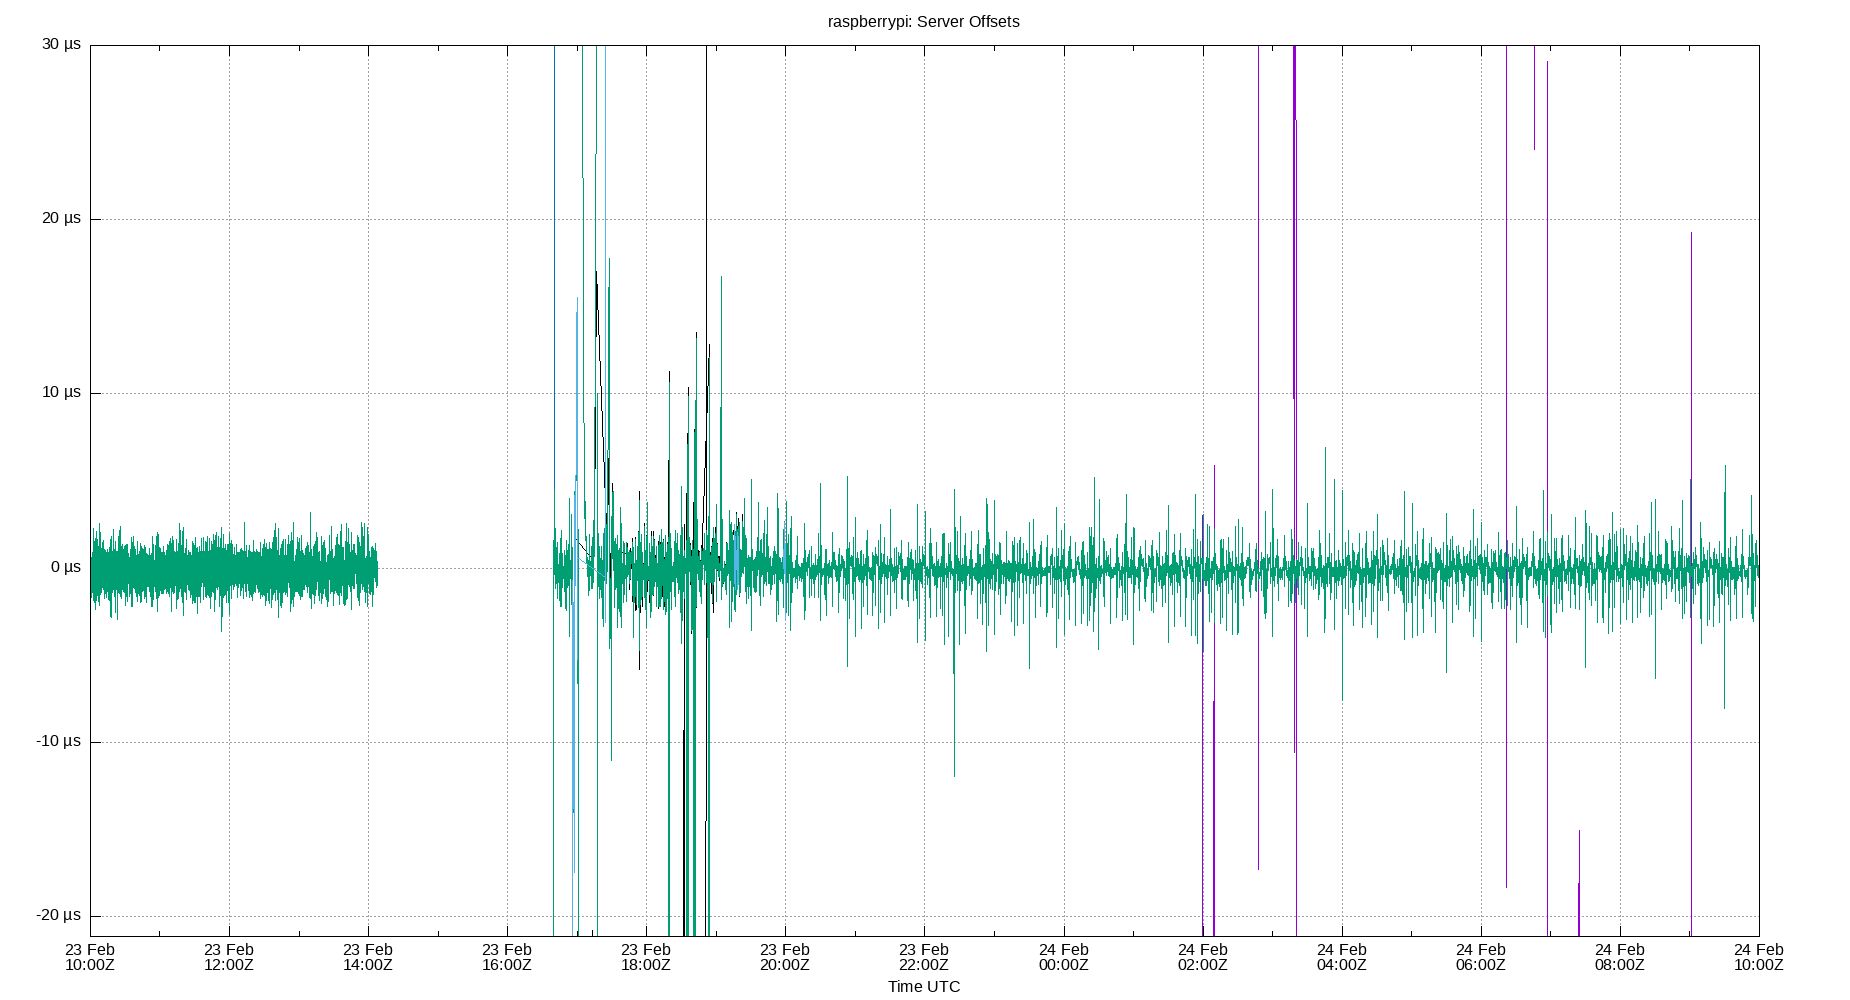 raspberrypi: Server Offsets
30 µs
20 µs
10 µs
0 µs
-10 µs
-20 µs
23 Feb 23 Feb 23 Feb 23 Feb 23 Feb 23 Feb 23 Feb 24 Feb 24 Feb 24 Feb 24 Feb 24 Feb 24 Feb
10:00Z 12:00Z 14:00Z 16:00Z 18:00Z 20:00Z 22:00Z 00:00Z 02:00Z 04:00Z 06:00Z 08:00Z 10:00Z
Time UTC